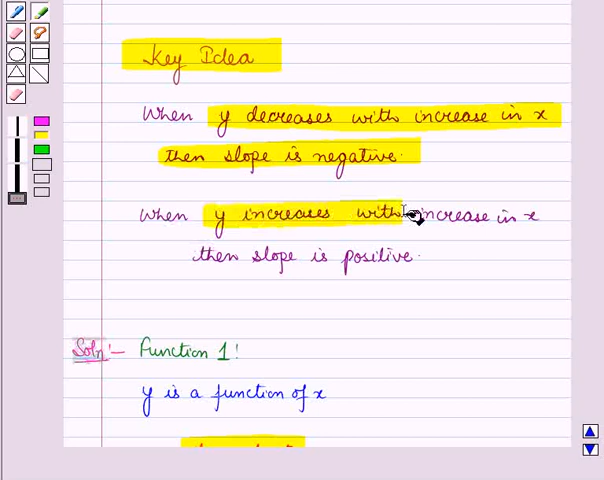 Key Idea
When y decreases with increase in x
then slope is negative.
When y increases with increase in x
then slope is positive.
Soln:- Function 1:
y is a function of x